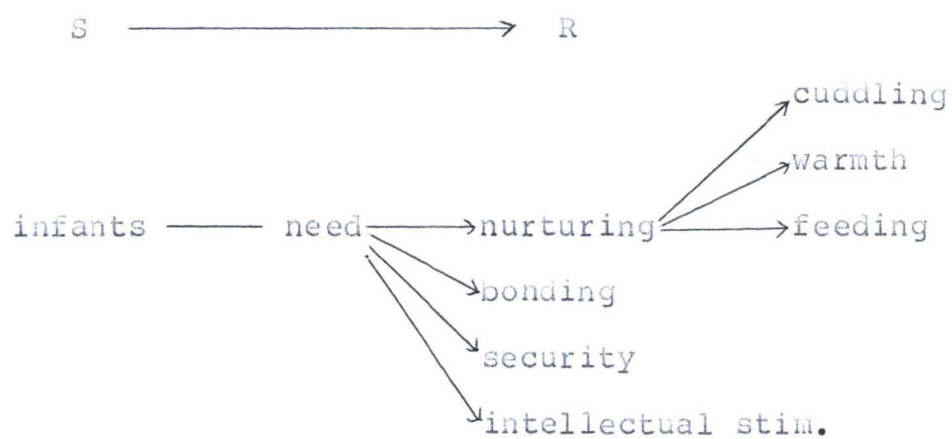 S R
cuddling
warmth
infants need nurturing feeding
bonding
security
intellectual stim.